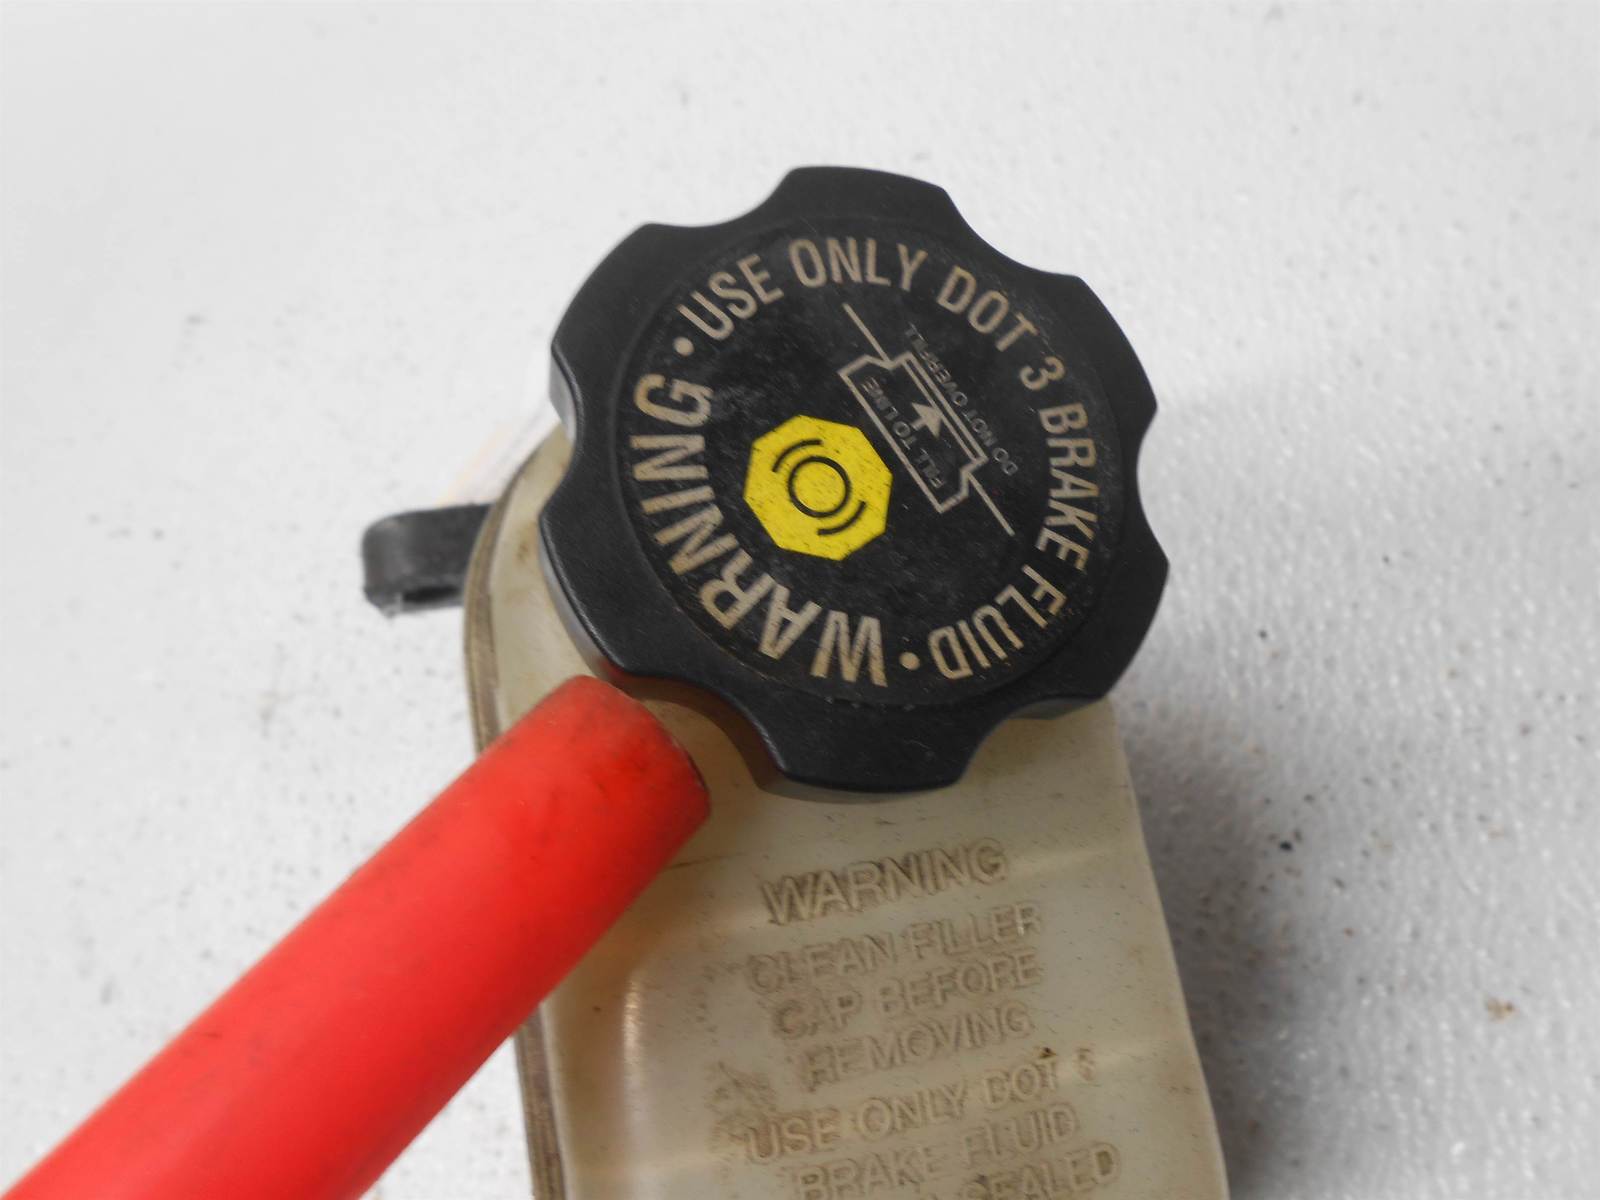 WARNING • USE ONLY DOT 3 BRAKE FLUID •
FILL TO LINE
DO NOT OVERFILL
WARNING
CLEAN FILLER
CAP BEFORE
REMOVING
USE ONLY DOT
BRAKE FLUID
SEALED